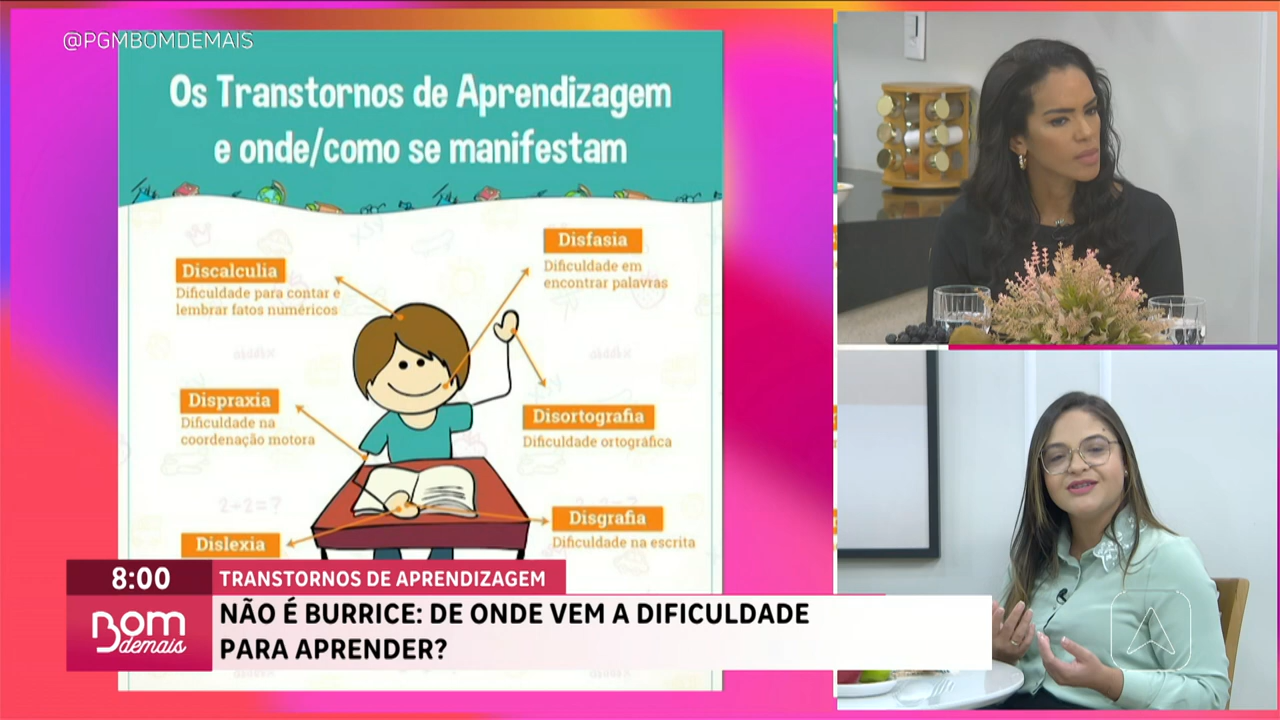 @PGMBOMDEMAIS
Os Transtornos de Aprendizagem
e onde/como se manifestam
Disfasia
Dificuldade em
encontrar palavras
Discalculia
Dificuldade para contar e
lembrar fatos numéricos
Dispraxia
Dificuldade na
coordenação motora
Disortografia
Dificuldade ortográfica
2+2=?
Disgrafia
Dificuldade na escrita
Dislexia
8:00
TRANSTORNOS DE APRENDIZAGEM
Bom
demais
NÃO É BURRICE: DE ONDE VEM A DIFICULDADE
PARA APRENDER?